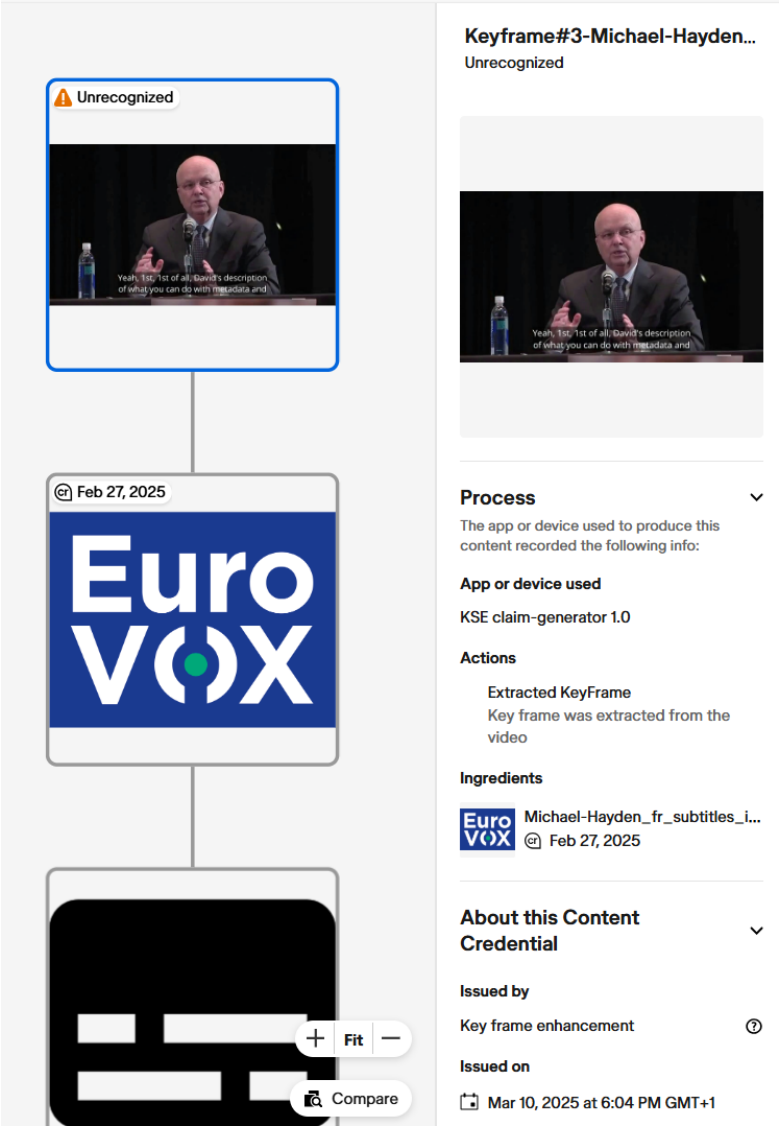 Unrecognized
Yeah, 1st, 1st of all, David's description
of what you can do with metadata and
cr Feb 27, 2025
Euro
VOX
Fit
Compare
Keyframe#3-Michael-Hayden...
Unrecognized
Yeah, 1st, 1st of all, David's description
of what you can do with metadata and
Process
The app or device used to produce this
content recorded the following info:
App or device used
KSE claim-generator 1.0
Actions
Extracted KeyFrame
Key frame was extracted from the
video
Ingredients
Euro
VOX
Michael-Hayden_fr_subtitles_i...
cr Feb 27, 2025
About this Content
Credential
Issued by
Key frame enhancement
Issued on
Mar 10, 2025 at 6:04 PM GMT+1